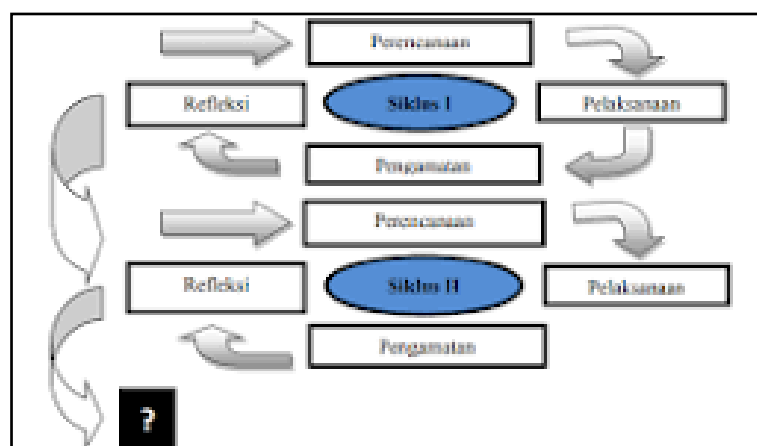 Perencanaan
Refleksi
Siklus I
Pelaksanaan
Pengamatan
Perencanaan
Refleksi
Siklus II
Pelaksanaan
Pengamatan
?